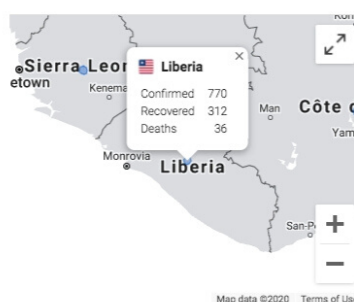 Sierra Leon
etown
Kenema
Liberia
×
Confirmed 770
Recovered 312
Deaths 36
Man
Côte d
Yam
Monrovia
Liberia
San-P
+
−
Map data ©2020 Terms of Use